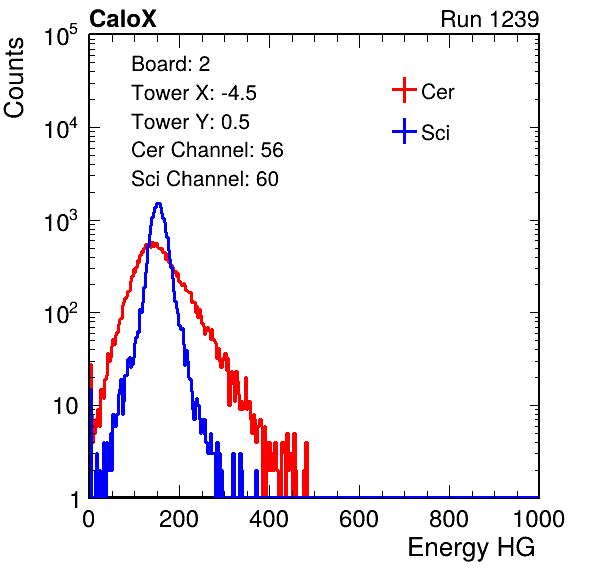 CaloX Run 1239
Counts
Board: 2
Tower X: -4.5
Tower Y: 0.5
Cer Channel: 56
Sci Channel: 60
Cer
Sci
10^5
10^4
10^3
10^2
10
1
0 200 400 600 800 1000
Energy HG